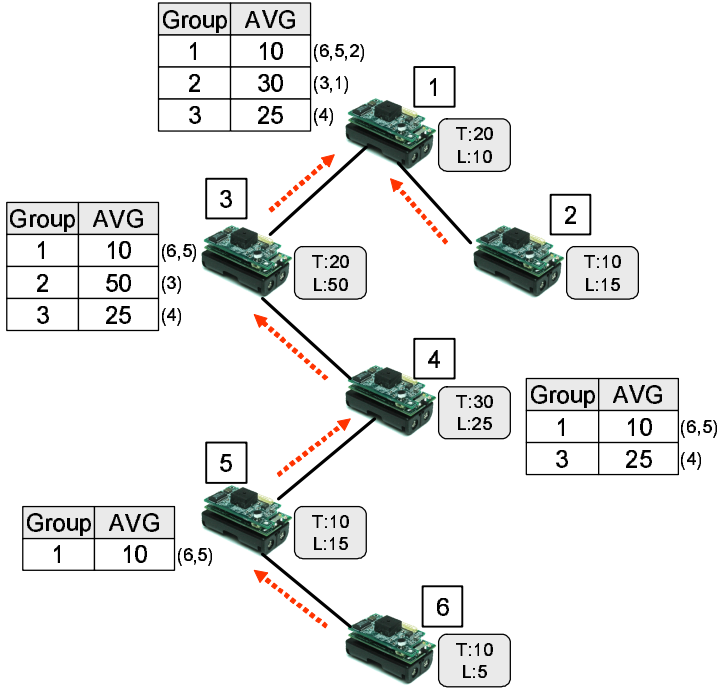 Group AVG
1 10 (6,5,2)
2 30 (3,1)
3 25 (4)
1
T:20
L:10
3
2
Group AVG
1 10 (6,5)
2 50 (3)
3 25 (4)
T:20
L:50
T:10
L:15
4
T:30
L:25
Group AVG
1 10 (6,5)
3 25 (4)
5
T:10
L:15
Group AVG
1 10 (6,5)
6
T:10
L:5